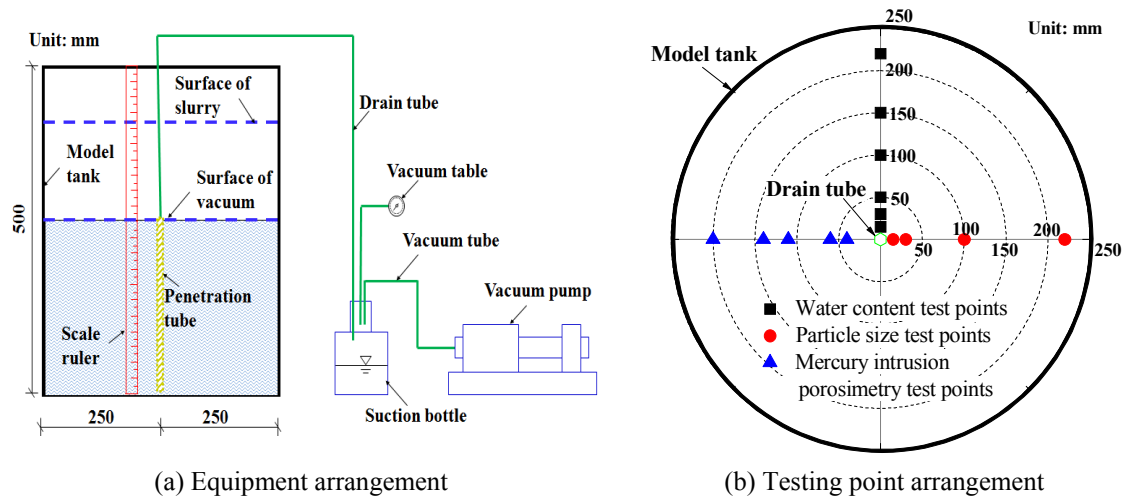 Unit: mm
Surface of
slurry
Drain tube
Model
tank
Vacuum table
Surface of
vacuum
500
Vacuum tube
Penetration
tube
Vacuum pump
Scale
ruler
Suction bottle
250
250
(a) Equipment arrangement
250
Unit: mm
Model tank
200
150
100
Drain tube
50
50
100
150
200
250
Water content test points
Particle size test points
Mercury intrusion
porosimetry test points
(b) Testing point arrangement